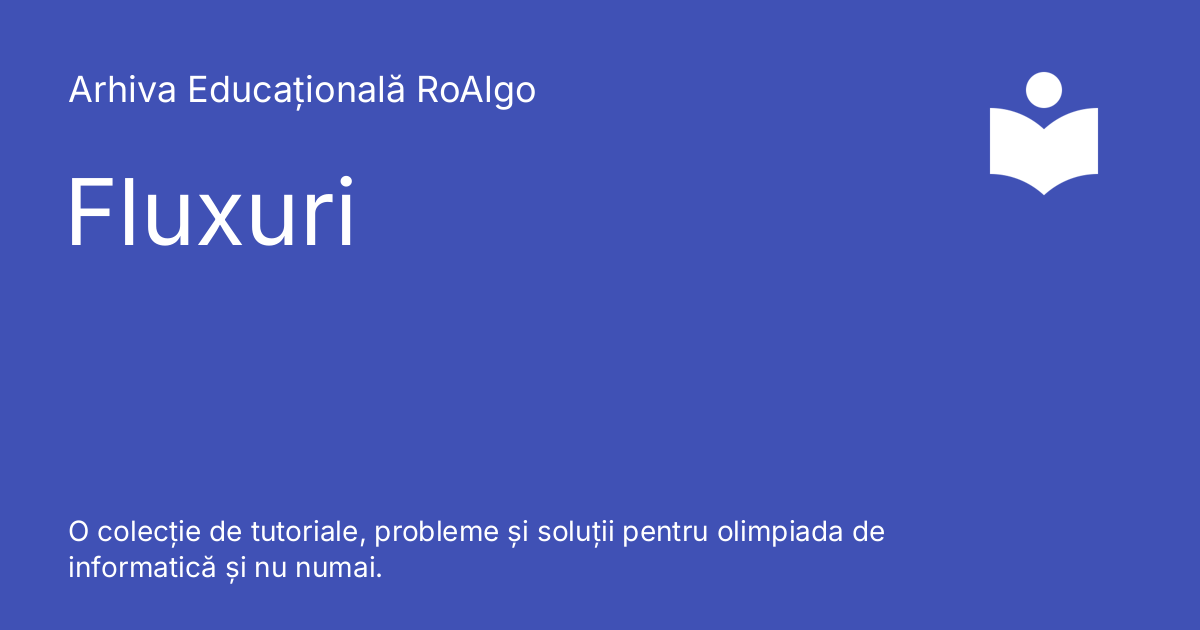 Arhiva Educațională RoAlgo
Fluxuri
O colecție de tutoriale, probleme și soluții pentru olimpiada de
informatică și nu numai.